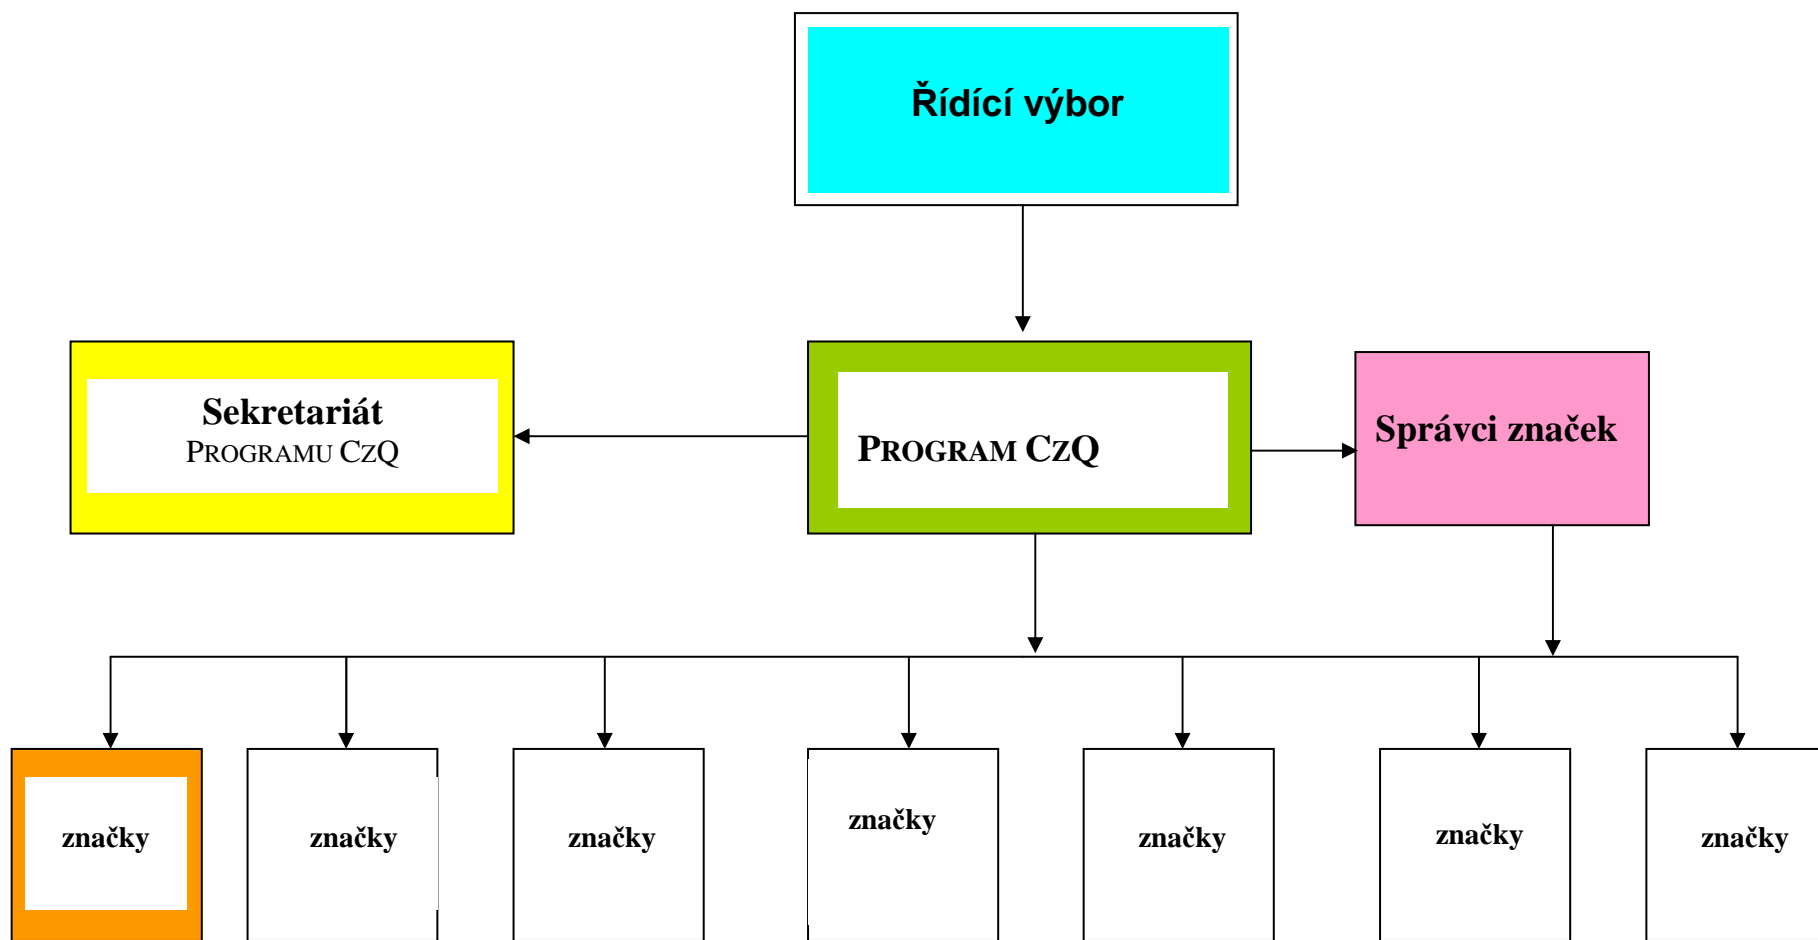 Řídící výbor
Sekretariát
PROGRAMU CZQ
PROGRAM CZQ
Správci značek
značky
značky
značky
značky
značky
značky
značky